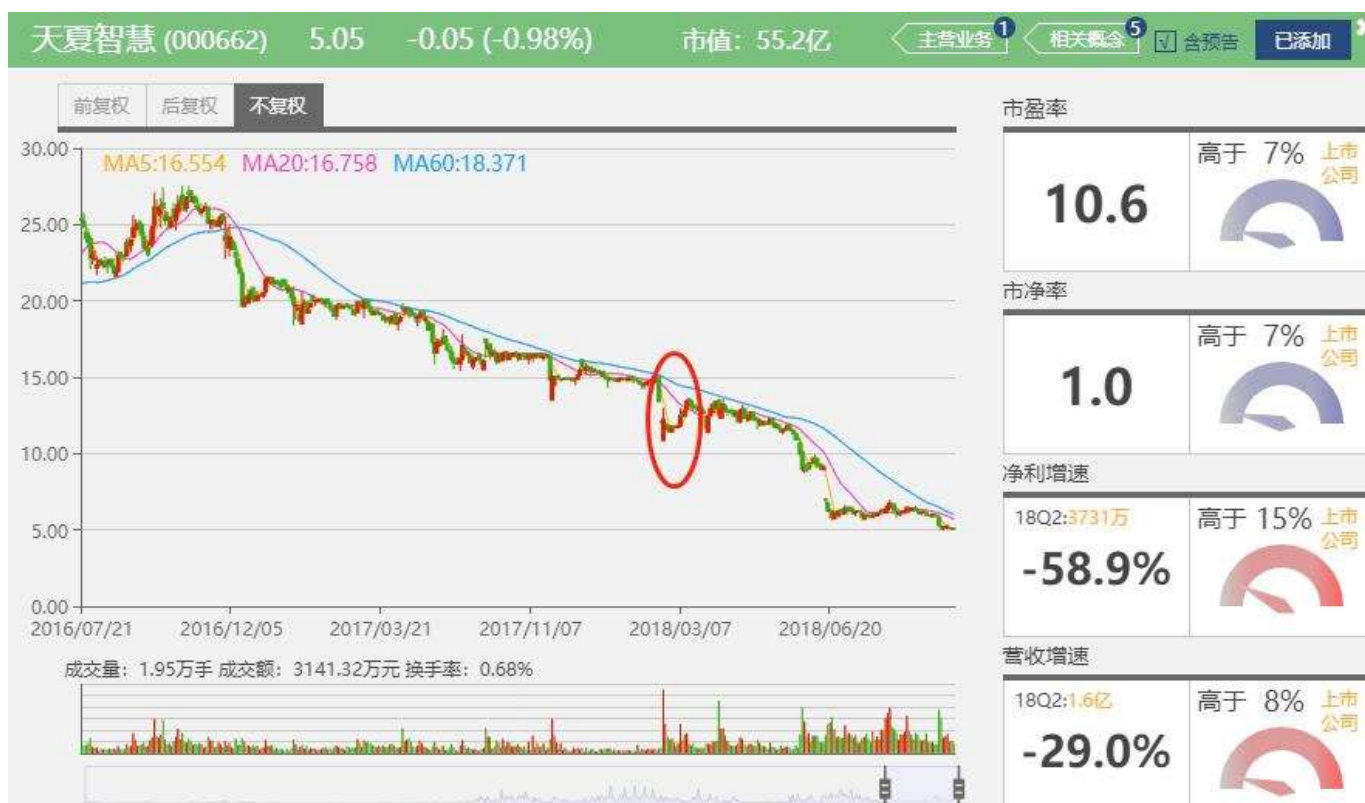 天夏智慧 (000662) 5.05 -0.05 (-0.98%) 市值: 55.2亿 主营业务 1 相关概念 5 含预告 已添加
前复权 后复权 不复权
MA5:16.554 MA20:16.758 MA60:18.371
30.00
25.00
20.00
15.00
10.00
5.00
0.00
2016/07/21 2016/12/05 2017/03/21 2017/11/07 2018/03/07 2018/06/20
成交量: 1.95万手 成交额: 3141.32万元 换手率: 0.68%
市盈率
10.6
高于 7% 上市
公司
市净率
1.0
高于 7% 上市
公司
净利增速
18Q2:3731万
-58.9%
高于 15% 上市
公司
营收增速
18Q2:1.6亿
-29.0%
高于 8% 上市
公司